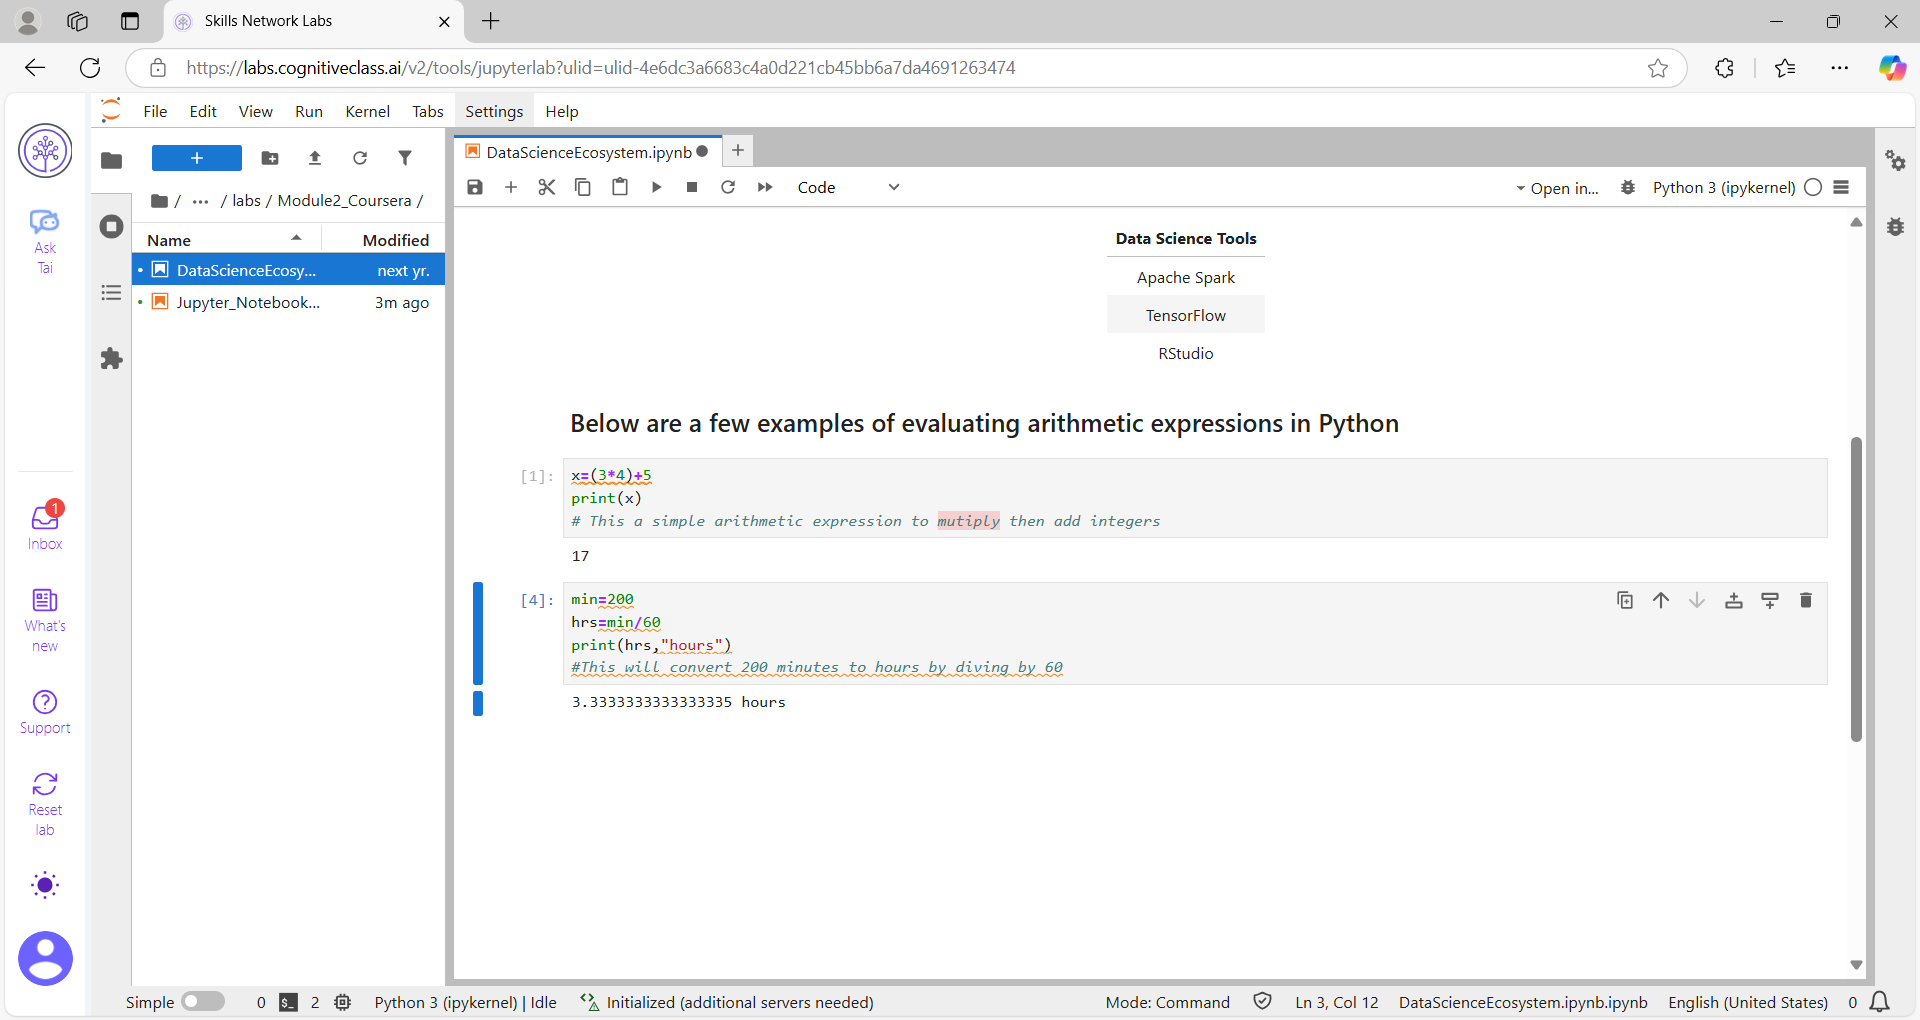 Skills Network Labs
https://labs.cognitiveclass.ai/v2/tools/jupyterlab?ulid=ulid-4e6dc3a6683c4a0d221cb45bb6a7da4691263474
File Edit View Run Kernel Tabs Settings Help
Ask
Tai
1
Inbox
What's
new
Support
Reset
lab
+
/ ··· / labs / Module2_Coursera /
Name Modified
DataScienceEcosy... next yr.
Jupyter_Notebook... 3m ago
DataScienceEcosystem.ipynb
Code
Open in... Python 3 (ipykernel)
Data Science Tools
Apache Spark
TensorFlow
RStudio
Below are a few examples of evaluating arithmetic expressions in Python
[1]: x=(3*4)+5
print(x)
# This a simple arithmetic expression to mutiply then add integers
17
[4]: min=200
hrs=min/60
print(hrs,"hours")
#This will convert 200 minutes to hours by diving by 60
3.3333333333333335 hours
Simple 0 $_ 2 Python 3 (ipykernel) | Idle Initialized (additional servers needed) Mode: Command Ln 3, Col 12 DataScienceEcosystem.ipynb.ipynb English (United States) 0